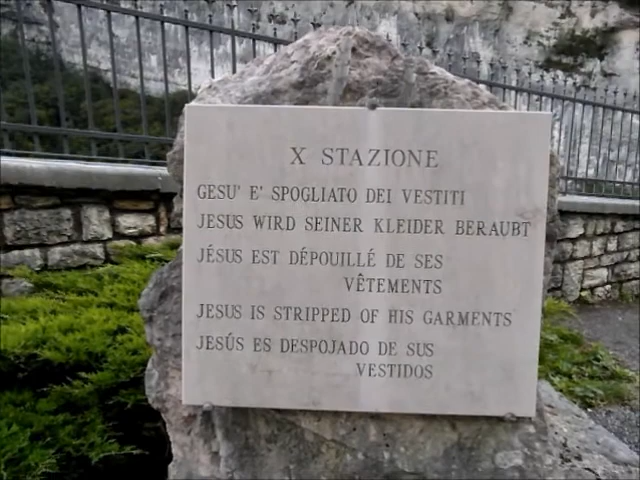 X STAZIONE
GESU' E' SPOGLIATO DEI VESTITI
JESUS WIRD SEINER KLEIDER BERAUBT
JÉSUS EST DÉPOUILLÉ DE SES
VÊTEMENTS
JESUS IS STRIPPED OF HIS GARMENTS
JESÚS ES DESPOJADO DE SUS
VESTIDOS